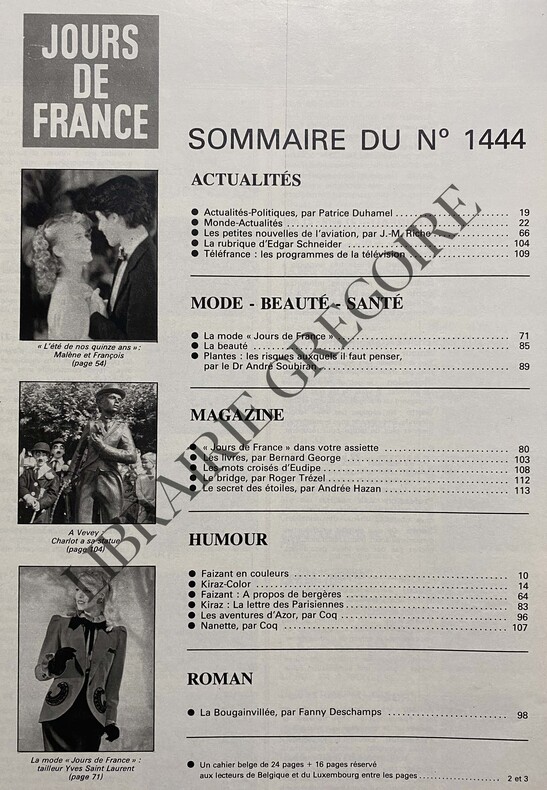 JOURS
DE
FRANCE
SOMMAIRE DU Nº 1444
ACTUALITÉS
● Actualités-Politiques, par Patrice Duhamel ........ 19
● Monde-Actualités ........ 22
● Les petites nouvelles de l'aviation, par J.-M. Riche ........ 66
● La rubrique d'Edgar Schneider ........ 104
● Téléfrance : les programmes de la télévision ........ 109
« L'été de nos quinze ans » :
Malène et François
(page 54)
MODE - BEAUTÉ - SANTÉ
● La mode « Jours de France » ........ 71
● La beauté ........ 85
● Plantes : les risques auxquels il faut penser,
par le Dr André Soubiran ........ 89
MAGAZINE
● « Jours de France » dans votre assiette ........ 80
● Les livres, par Bernard George ........ 103
● Les mots croisés d'Eudipe ........ 108
● Le bridge, par Roger Trézel ........ 112
● Le secret des étoiles, par Andrée Hazan ........ 113
A Vevey :
Charlot a sa statue
(page 104)
HUMOUR
● Faizant en couleurs ........ 10
● Kiraz-Color ........ 14
● Faizant : A propos de bergères ........ 64
● Kiraz : La lettre des Parisiennes ........ 83
● Les aventures d'Azor, par Coq ........ 96
● Nanette, par Coq ........ 107
ROMAN
● La Bougainvillée, par Fanny Deschamps ........ 98
La mode « Jours de France » :
tailleur Yves Saint Laurent
(page 71)
● Un cahier belge de 24 pages + 16 pages réservé
aux lecteurs de Belgique et du Luxembourg entre les pages ........ 2 et 3
LIBRAIRIE GREGOIRE